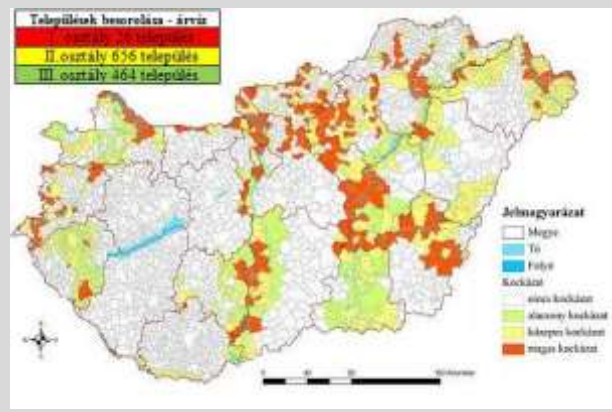 Települések besorolása - árvíz
I. osztály 26 település
II.osztály 656 település
III. osztály 464 település
Jelmagyarázat
Megye
Tó
Folyó
Kockázat
nincs kockázat
alacsony kockázat
közepes kockázat
magas kockázat
0